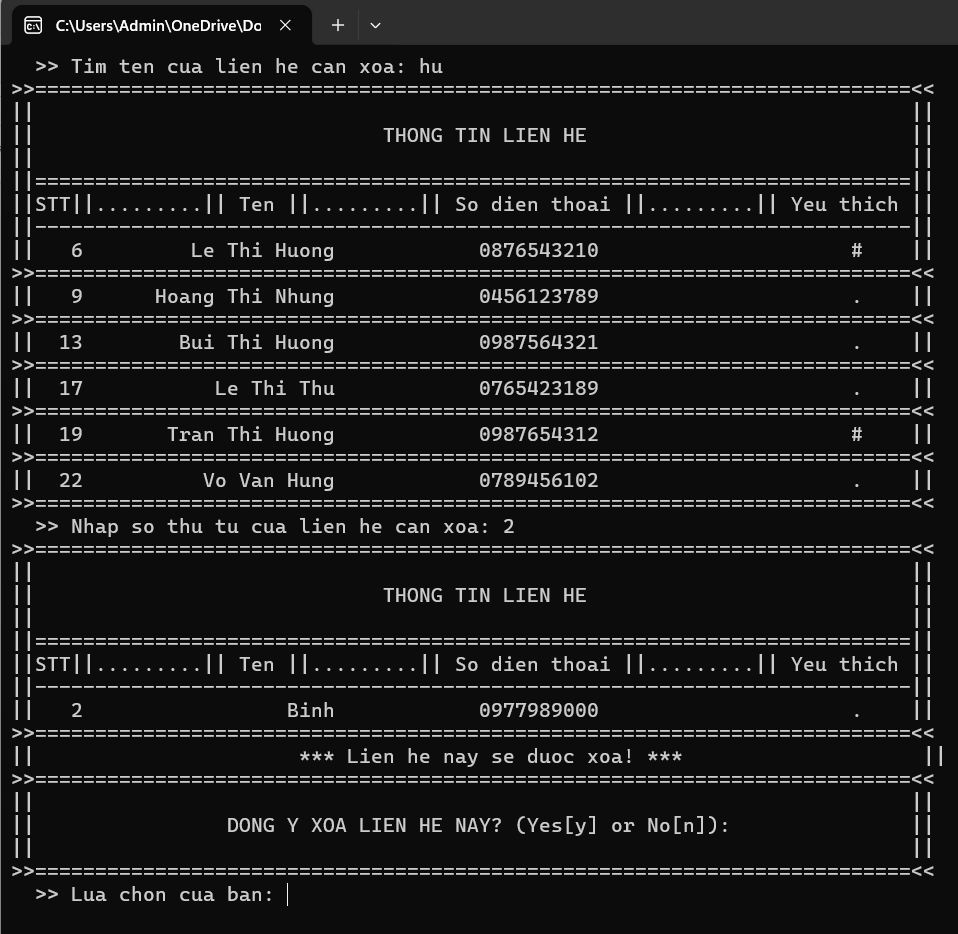 C:\Users\Admin\OneDrive\Do
>> Tim ten cua lien he can xoa: hu
>>=========================================================================<<
||                                                                         ||
||                             THONG TIN LIEN HE                           ||
||                                                                         ||
||=========================================================================||
||STT||.........|| Ten ||.........|| So dien thoai ||.........|| Yeu thich ||
||-------------------------------------------------------------------------||
||   6         Le Thi Huong            0876543210                     #    ||
>>=========================================================================<<
||   9      Hoang Thi Nhung            0456123789                     .    ||
>>=========================================================================<<
||  13        Bui Thi Huong            0987564321                     .    ||
>>=========================================================================<<
||  17           Le Thi Thu            0765423189                     .    ||
>>=========================================================================<<
||  19       Tran Thi Huong            0987654312                     #    ||
>>=========================================================================<<
||  22          Vo Van Hung            0789456102                     .    ||
>>=========================================================================<<
>> Nhap so thu tu cua lien he can xoa: 2
>>=========================================================================<<
||                                                                         ||
||                             THONG TIN LIEN HE                           ||
||                                                                         ||
||=========================================================================||
||STT||.........|| Ten ||.........|| So dien thoai ||.........|| Yeu thich ||
||-------------------------------------------------------------------------||
||   2                 Binh            0977989000                     .    ||
>>=========================================================================<<
||                      *** Lien he nay se duoc xoa! ***                    ||
>>=========================================================================<<
||                                                                         ||
||                DONG Y XOA LIEN HE NAY? (Yes[y] or No[n]):               ||
||                                                                         ||
>>=========================================================================<<
>> Lua chon cua ban: